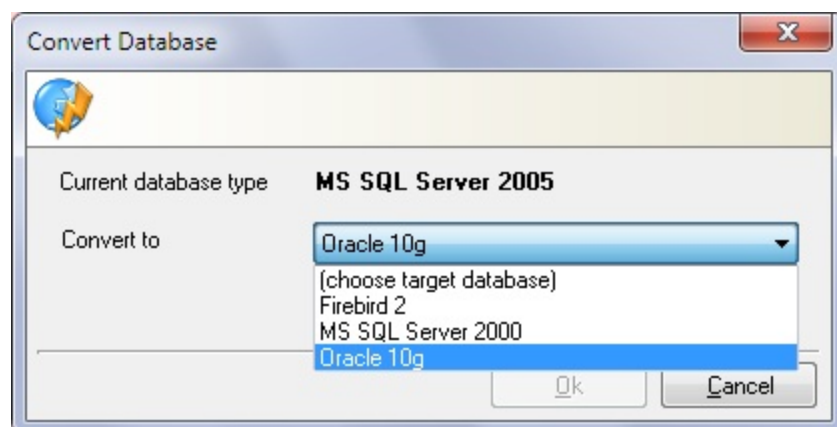 Convert Database
Current database type MS SQL Server 2005
Convert to Oracle 10g
(choose target database)
Firebird 2
MS SQL Server 2000
Oracle 10g
Ok Cancel